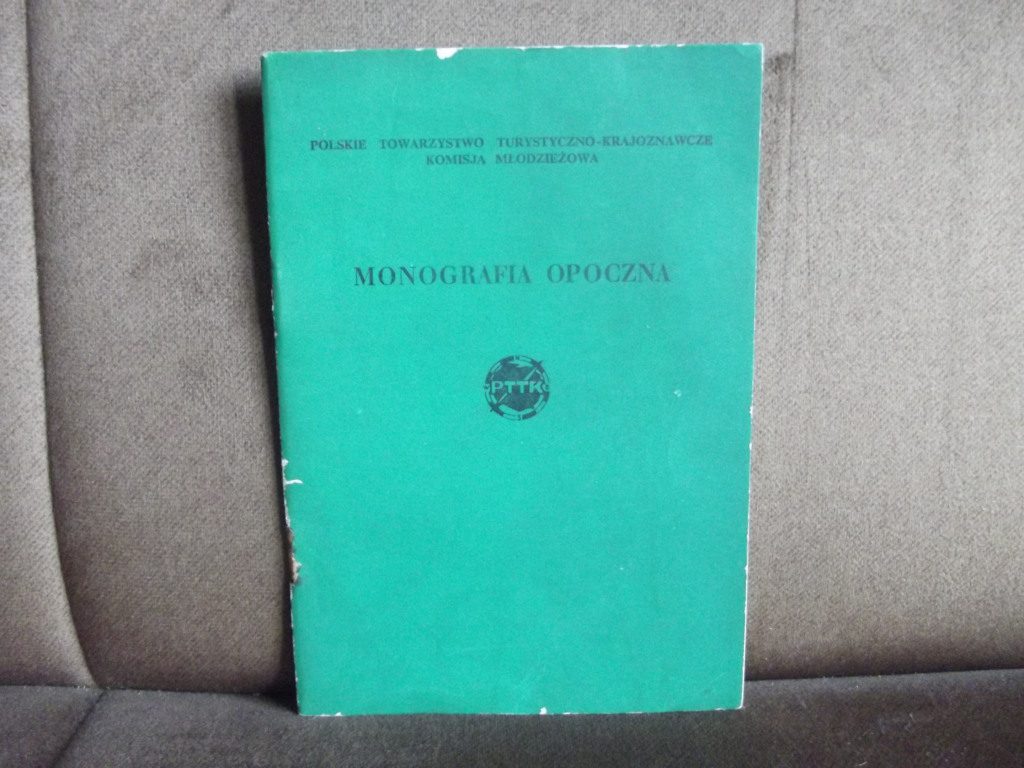 POLSKIE TOWARZYSTWO TURYSTYCZNO-KRAJOZNAWCZE
KOMISJA MŁODZIEŻOWA
MONOGRAFIA OPOCZNA
PTTK